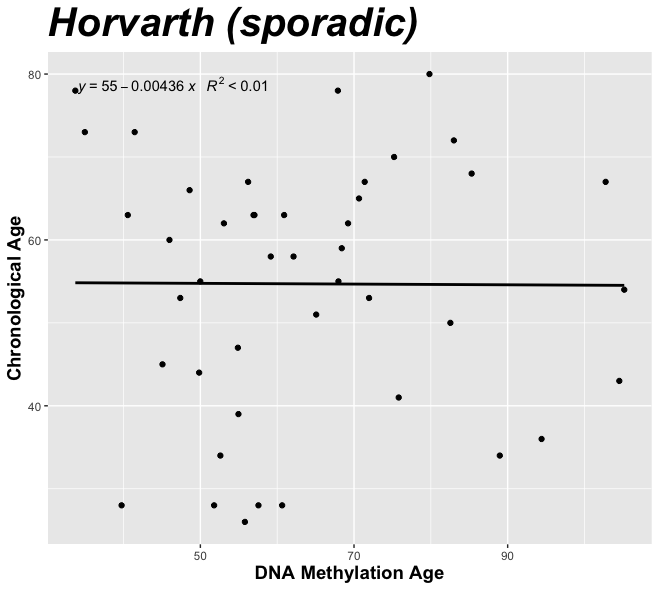 Horvarth (sporadic)
80
y = 55 – 0.00436 x R² < 0.01
60
Chronological Age
40
50 70 90
DNA Methylation Age